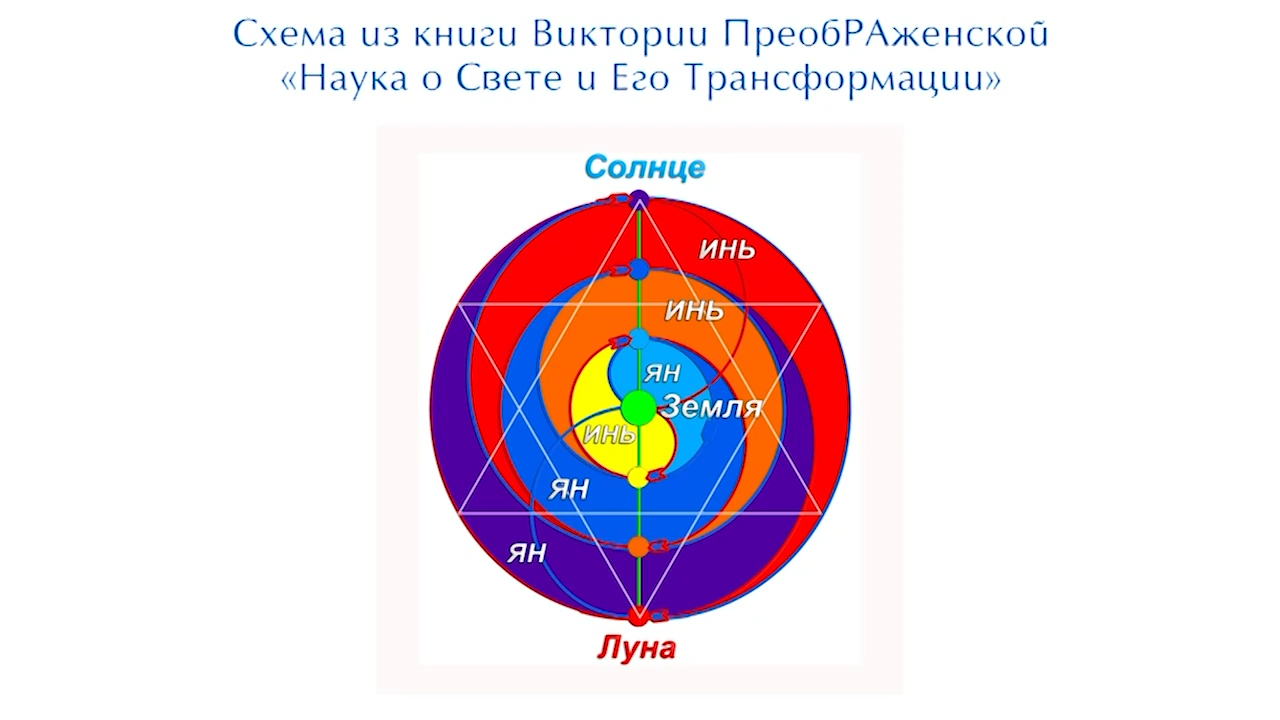 Схема из книги Виктории ПреобРАженской
«Наука о Свете и Его Трансформации»
Солнце
ИНЬ
ИНЬ
ЯН
Земля
ИНЬ
ЯН
ЯН
Луна